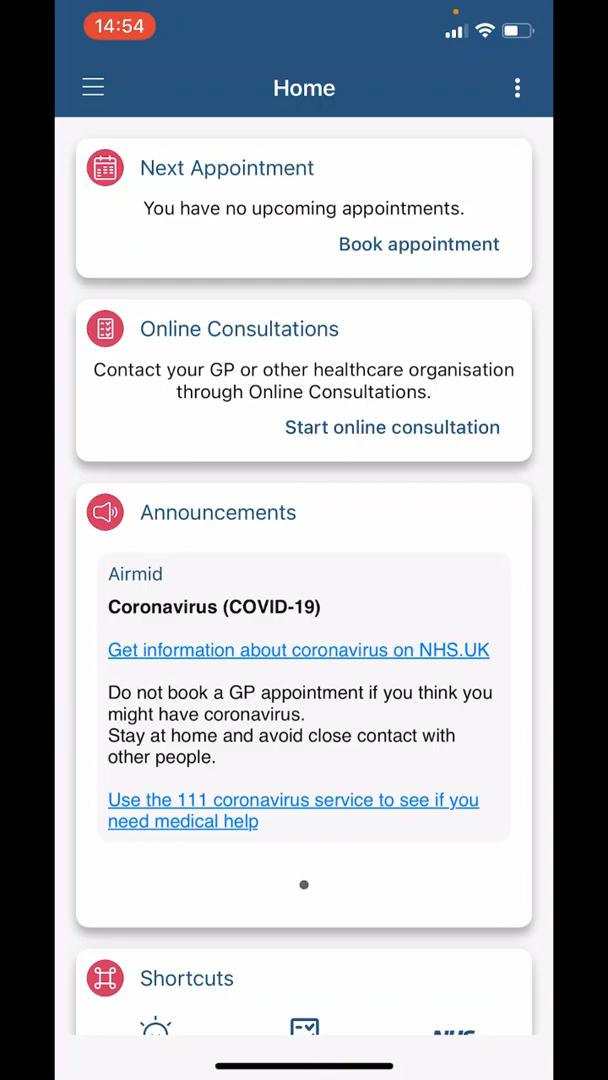 14:54
Home
Next Appointment
You have no upcoming appointments.
Book appointment
Online Consultations
Contact your GP or other healthcare organisation
through Online Consultations.
Start online consultation
Announcements
Airmid
Coronavirus (COVID-19)
Get information about coronavirus on NHS.UK
Do not book a GP appointment if you think you
might have coronavirus.
Stay at home and avoid close contact with
other people.
Use the 111 coronavirus service to see if you
need medical help
Shortcuts
NHS